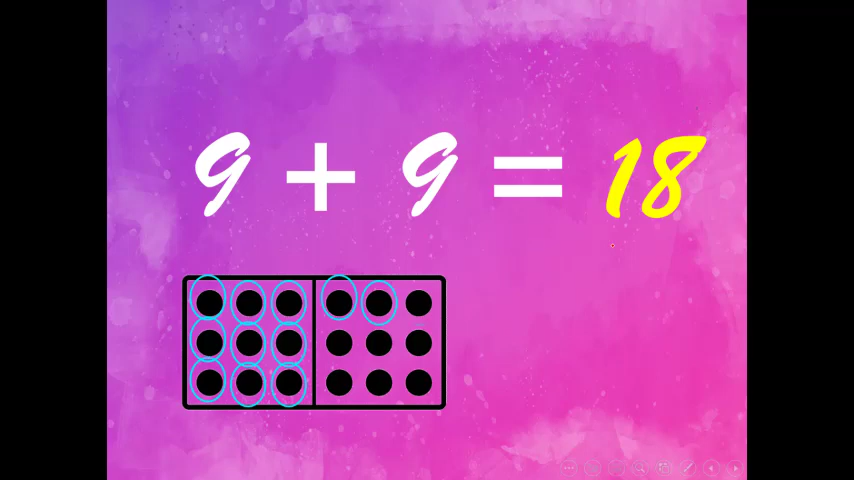 9 + 9 = 18